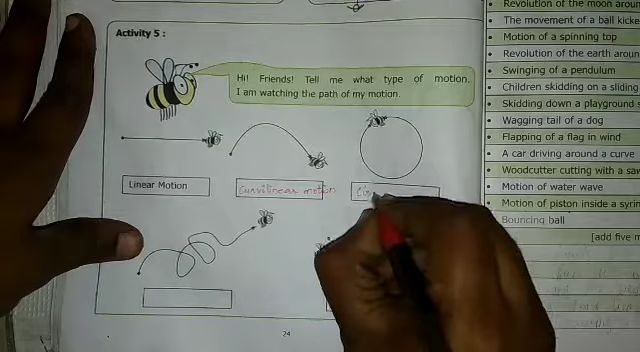 Activity 5 :
Hi! Friends! Tell me what type of motion.
I am watching the path of my motion.
Linear Motion
Curvilinear motion
24
Revolution of the moon aroun
The movement of a ball kicke
Motion of a spinning top
Revolution of the earth aroun
Swinging of a pendulum
Children skidding on a sliding
Skidding down a playground s
Wagging tail of a dog
Flapping of a flag in wind
A car driving around a curve
Woodcutter cutting with a saw
Motion of water wave
Motion of piston inside a syrin
Bouncing ball
[add five m